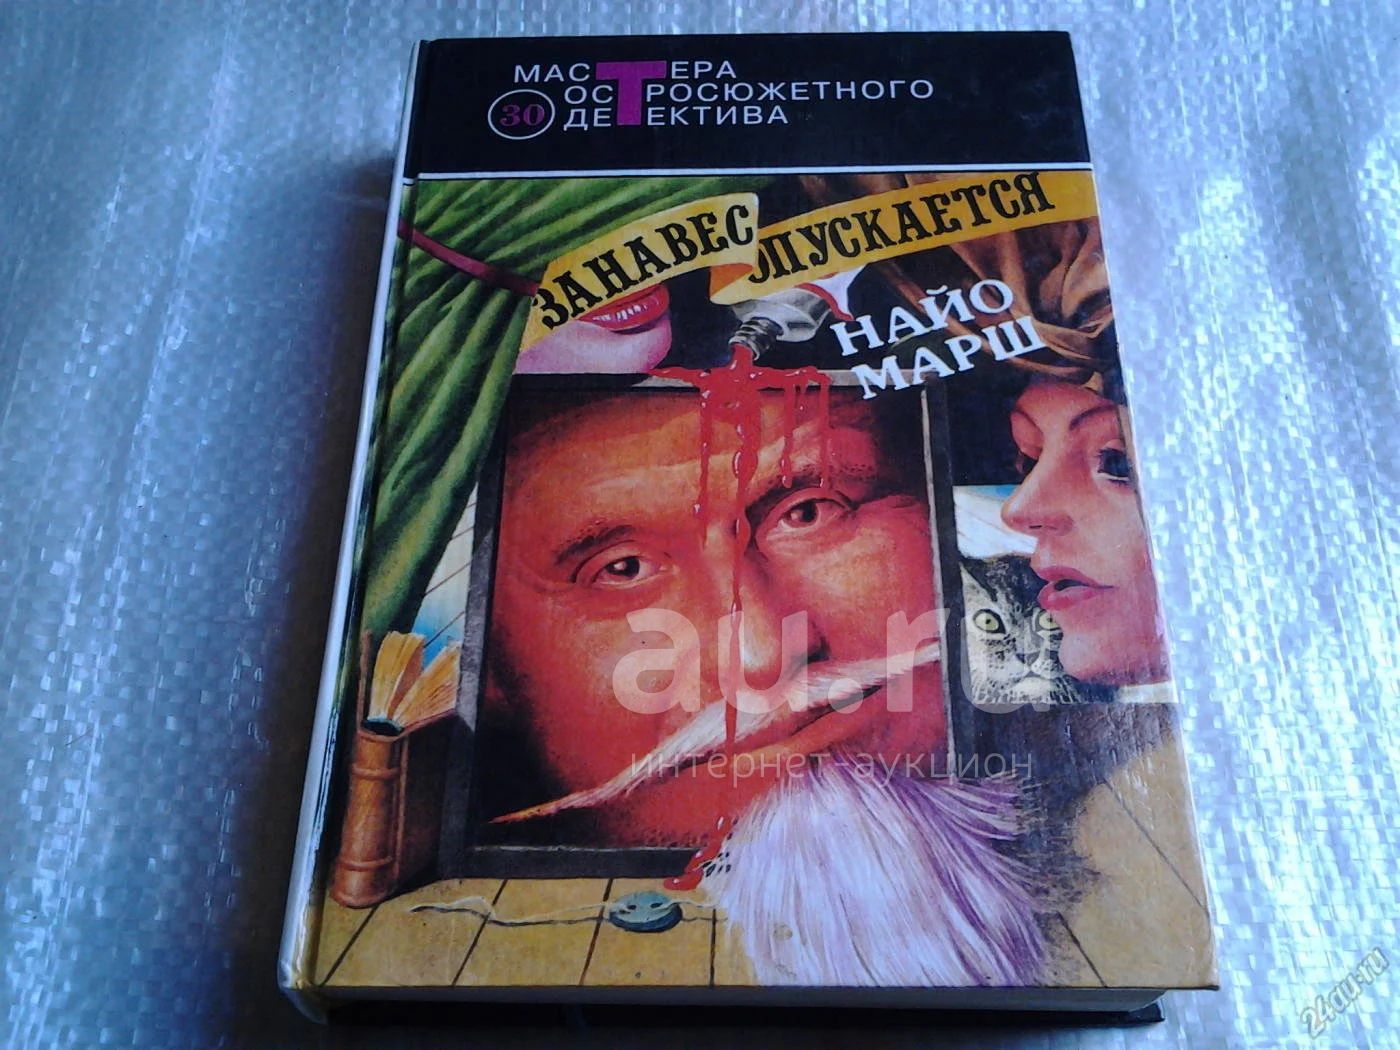 МАСТЕРА
ОСТРОСЮЖЕТНОГО
30 ДЕТЕКТИВА
ЗАНАВЕС ОПУСКАЕТСЯ
НАЙО
МАРШ
au.ru
интернет-аукцион
24au.ru